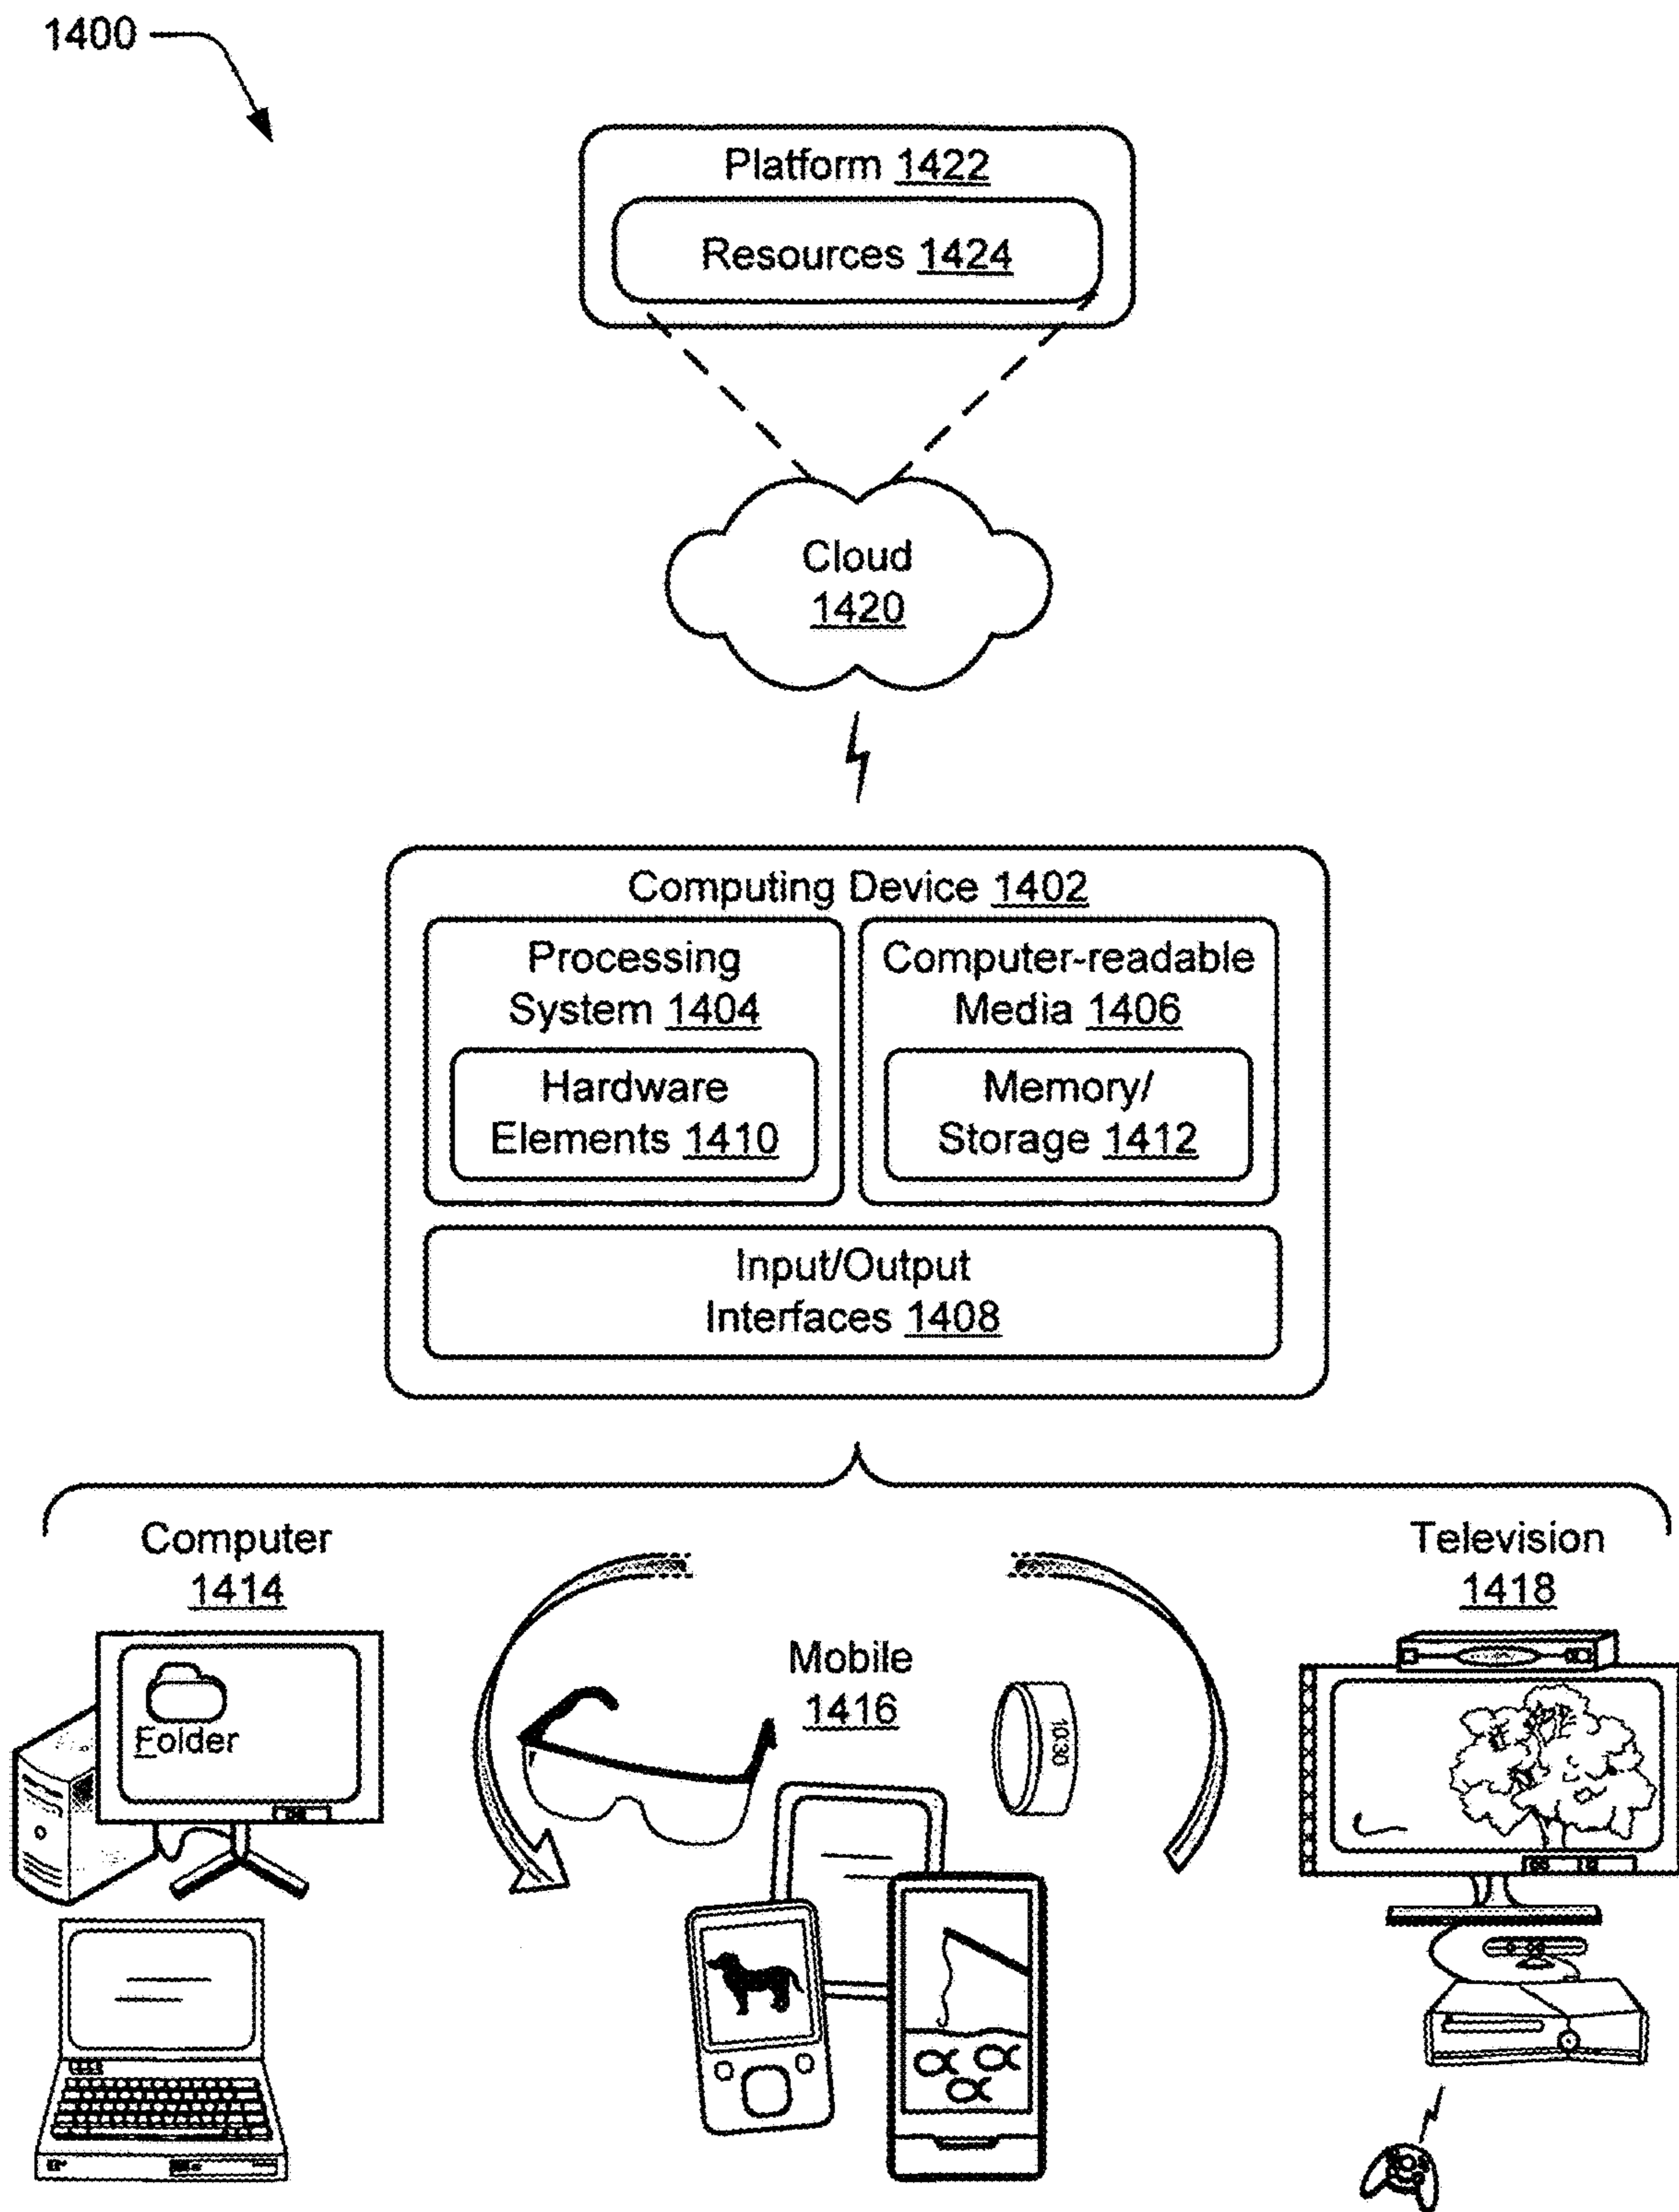 1400
Platform 1422
Resources 1424
Cloud
1420
Computing Device 1402
Processing
System 1404
Computer-readable
Media 1406
Hardware
Elements 1410
Memory/
Storage 1412
Input/Output
Interfaces 1408
Computer
1414
Television
1418
Mobile
1416
Folder
10:30